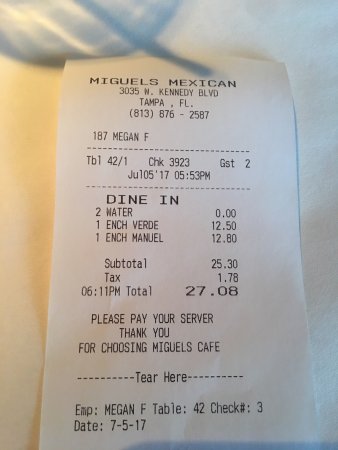 MIGUELS MEXICAN
3035 W. KENNEDY BLVD
TAMPA , FL.
(813) 876 - 2587
187 MEGAN F
Tbl 42/1 Chk 3923 Gst 2
Jul05'17 05:53PM
DINE IN
2 WATER 0.00
1 ENCH VERDE 12.50
1 ENCH MANUEL 12.80
Subtotal 25.30
Tax 1.78
06:11PM Total 27.08
PLEASE PAY YOUR SERVER
THANK YOU
FOR CHOOSING MIGUELS CAFE
----------Tear Here----------
Emp: MEGAN F Table: 42 Check#: 3
Date: 7-5-17